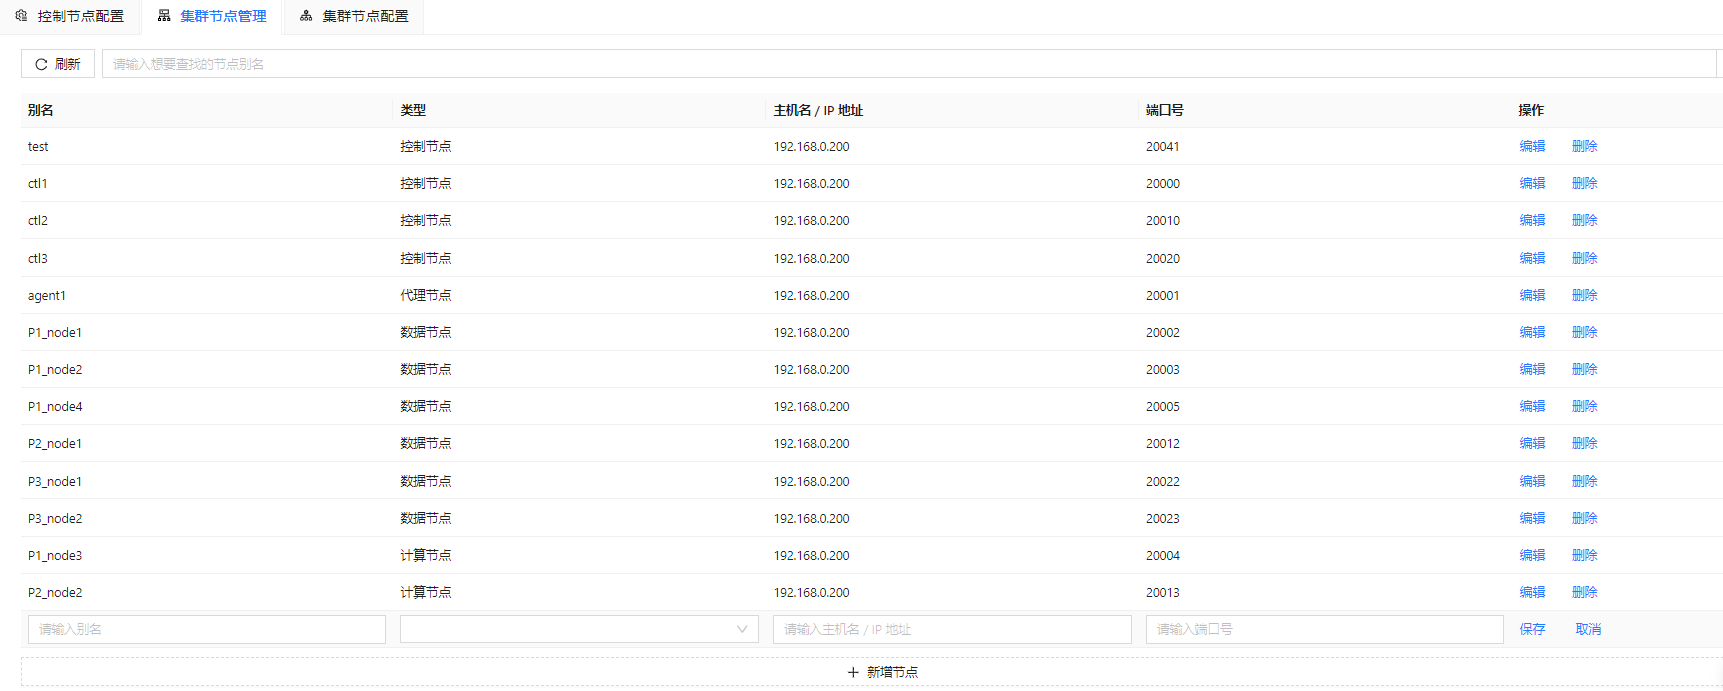 控制节点配置 集群节点管理 集群节点配置
刷新 请输入想要查找的节点别名
别名 类型 主机名 / IP 地址 端口号 操作
test 控制节点 192.168.0.200 20041 编辑 删除
ctl1 控制节点 192.168.0.200 20000 编辑 删除
ctl2 控制节点 192.168.0.200 20010 编辑 删除
ctl3 控制节点 192.168.0.200 20020 编辑 删除
agent1 代理节点 192.168.0.200 20001 编辑 删除
P1_node1 数据节点 192.168.0.200 20002 编辑 删除
P1_node2 数据节点 192.168.0.200 20003 编辑 删除
P1_node4 数据节点 192.168.0.200 20005 编辑 删除
P2_node1 数据节点 192.168.0.200 20012 编辑 删除
P3_node1 数据节点 192.168.0.200 20022 编辑 删除
P3_node2 数据节点 192.168.0.200 20023 编辑 删除
P1_node3 计算节点 192.168.0.200 20004 编辑 删除
P2_node2 计算节点 192.168.0.200 20013 编辑 删除
请输入别名 请输入主机名 / IP 地址 请输入端口号 保存 取消
新增节点